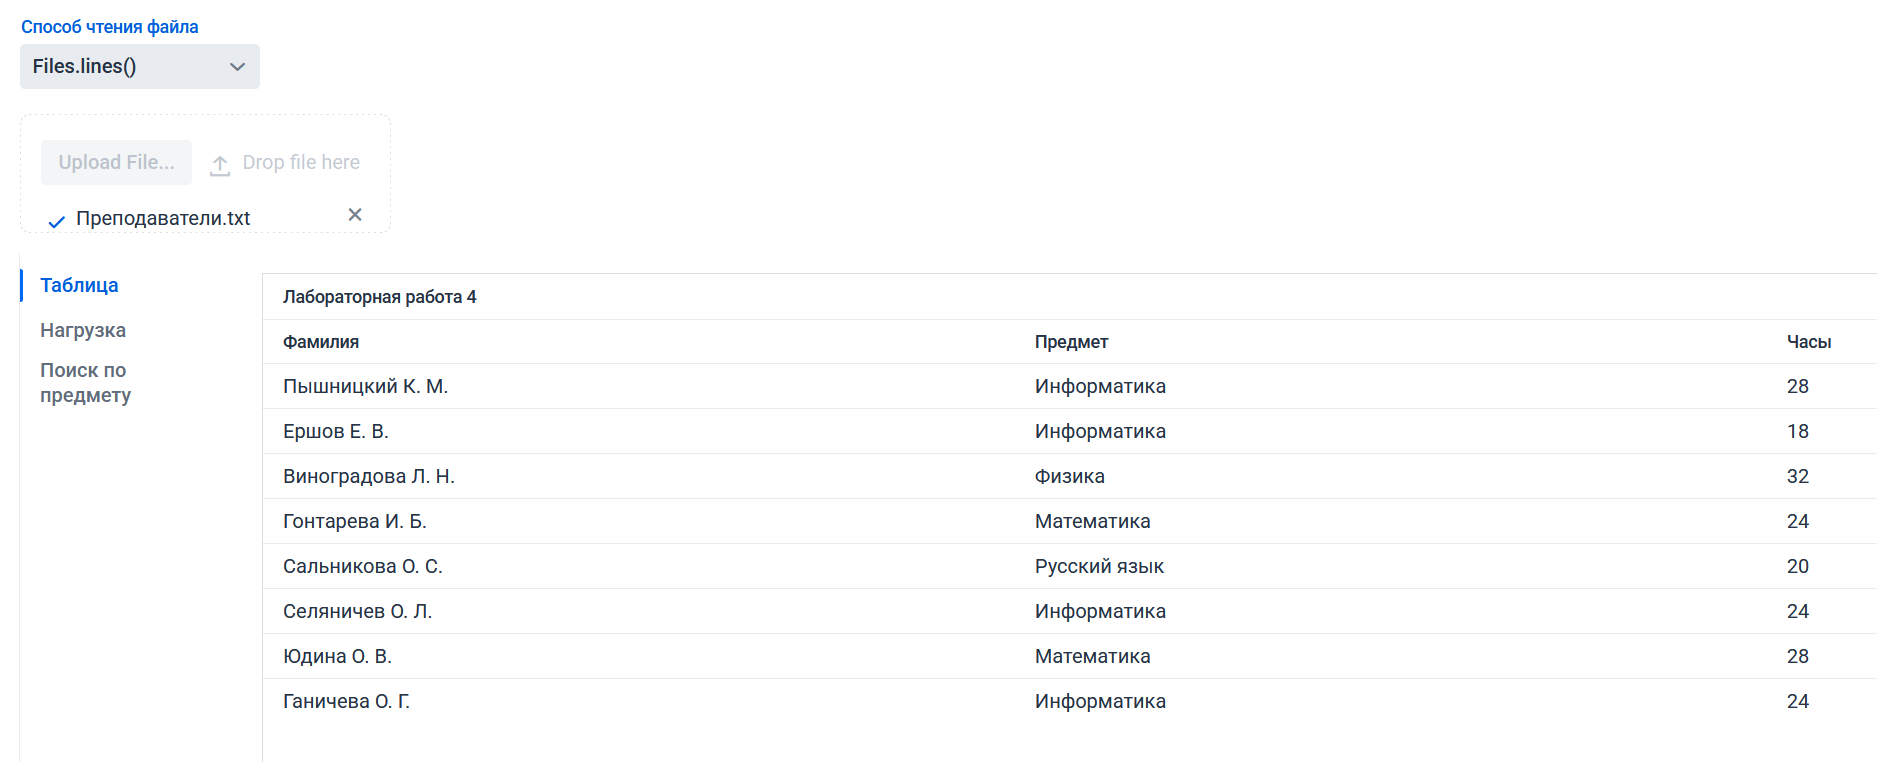 Способ чтения файла
Files.lines()
Upload File... Drop file here
Преподаватели.txt
Таблица
Нагрузка
Поиск по
предмету
Лабораторная работа 4
Фамилия Предмет Часы
Пышницкий К. М. Информатика 28
Ершов Е. В. Информатика 18
Виноградова Л. Н. Физика 32
Гонтарева И. Б. Математика 24
Сальникова О. С. Русский язык 20
Селяничев О. Л. Информатика 24
Юдина О. В. Математика 28
Ганичева О. Г. Информатика 24